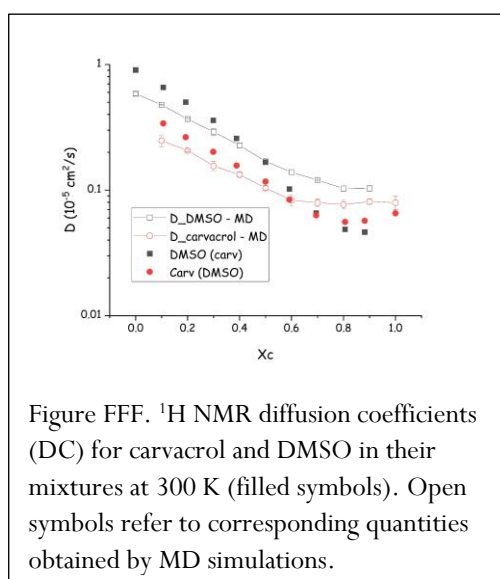 1
0.1
0.01
D (10⁻⁵ cm²/s)
D_DMSO - MD
D_carvacrol - MD
DMSO (carv)
Carv (DMSO)
0.0 0.2 0.4 0.6 0.8 1.0
Xc
Figure FFF. ¹H NMR diffusion coefficients
(DC) for carvacrol and DMSO in their
mixtures at 300 K (filled symbols). Open
symbols refer to corresponding quantities
obtained by MD simulations.